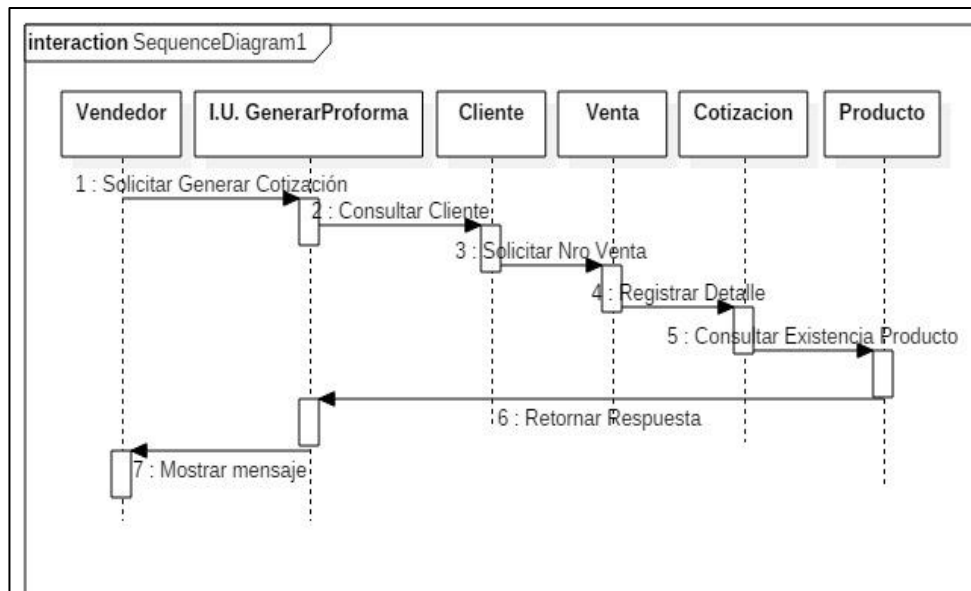 interaction SequenceDiagram1
Vendedor
I.U. GenerarProforma
Cliente
Venta
Cotizacion
Producto
1 : Solicitar Generar Cotización
2 : Consultar Cliente
3 : Solicitar Nro Venta
4 : Registrar Detalle
5 : Consultar Existencia Producto
6 : Retornar Respuesta
7 : Mostrar mensaje